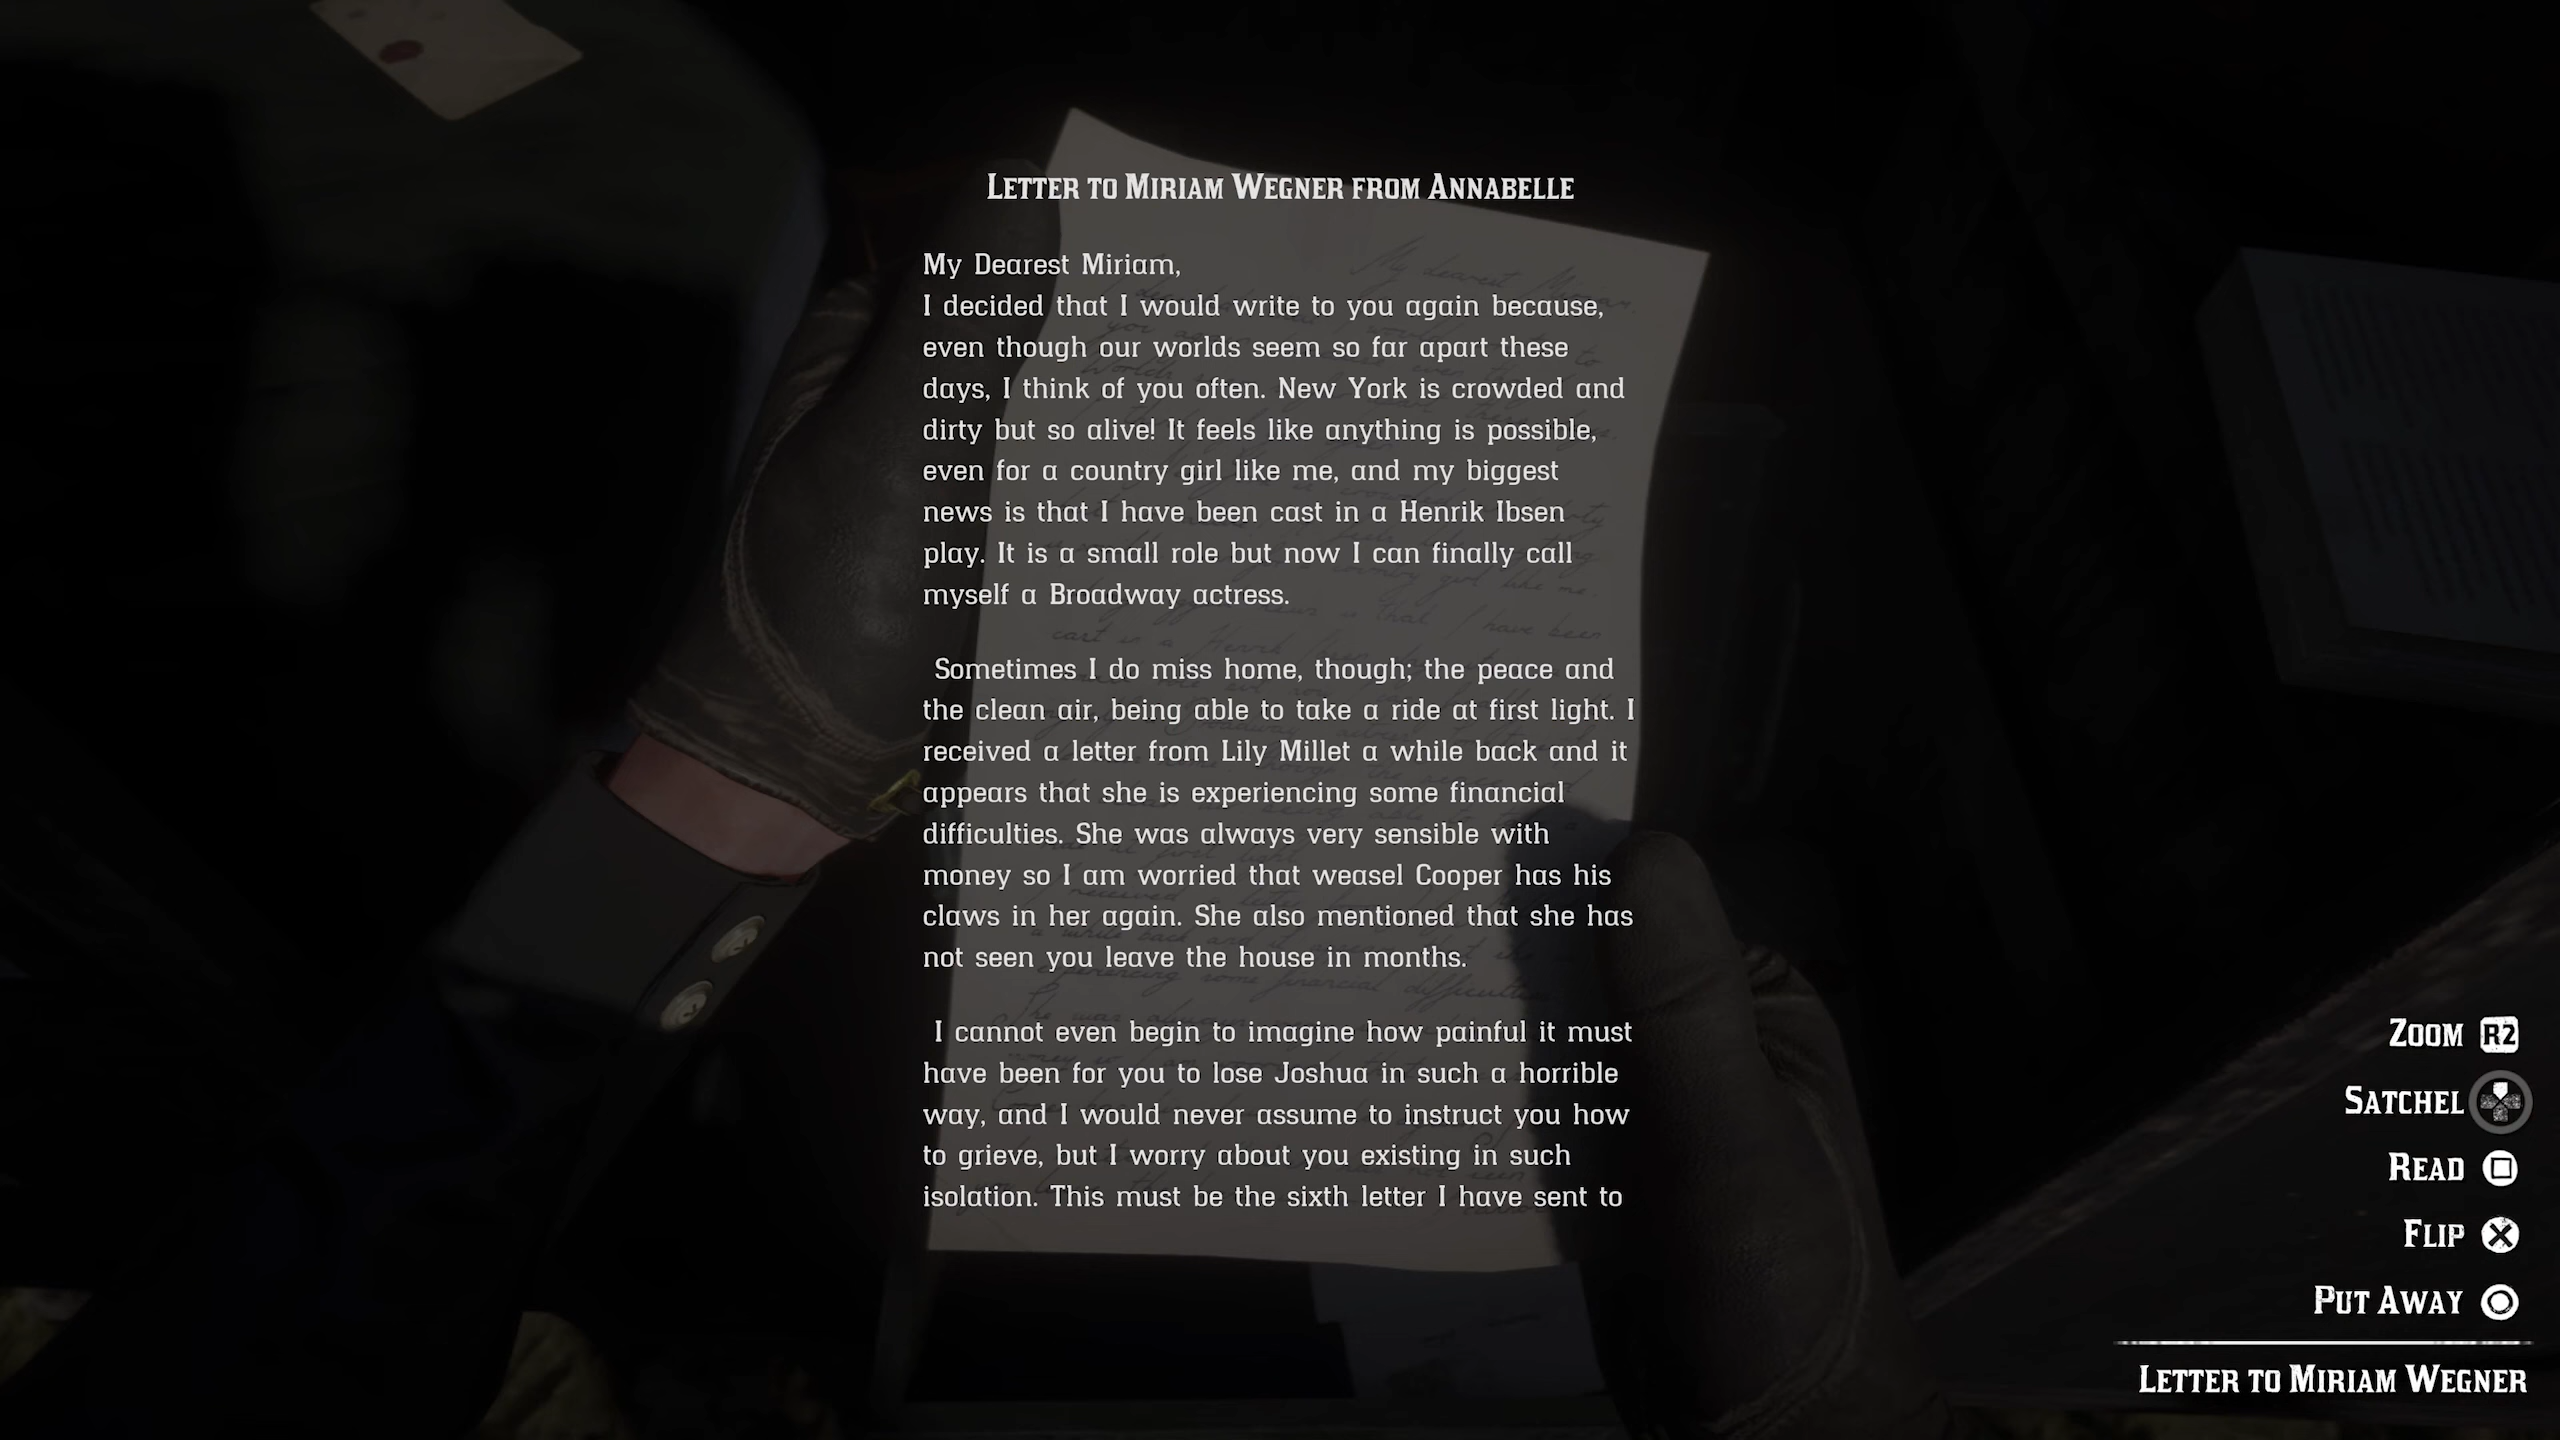 Letter to Miriam Wegner from Annabelle
My Dearest Miriam,
I decided that I would write to you again because,
even though our worlds seem so far apart these
days, I think of you often. New York is crowded and
dirty but so alive! It feels like anything is possible,
even for a country girl like me, and my biggest
news is that I have been cast in a Henrik Ibsen
play. It is a small role but now I can finally call
myself a Broadway actress.
Sometimes I do miss home, though; the peace and
the clean air, being able to take a ride at first light. I
received a letter from Lily Millet a while back and it
appears that she is experiencing some financial
difficulties. She was always very sensible with
money so I am worried that weasel Cooper has his
claws in her again. She also mentioned that she has
not seen you leave the house in months.
I cannot even begin to imagine how painful it must
have been for you to lose Joshua in such a horrible
way, and I would never assume to instruct you how
to grieve, but I worry about you existing in such
isolation. This must be the sixth letter I have sent to
Zoom R2
Satchel
Read
Flip
Put Away
Letter to Miriam Wegner